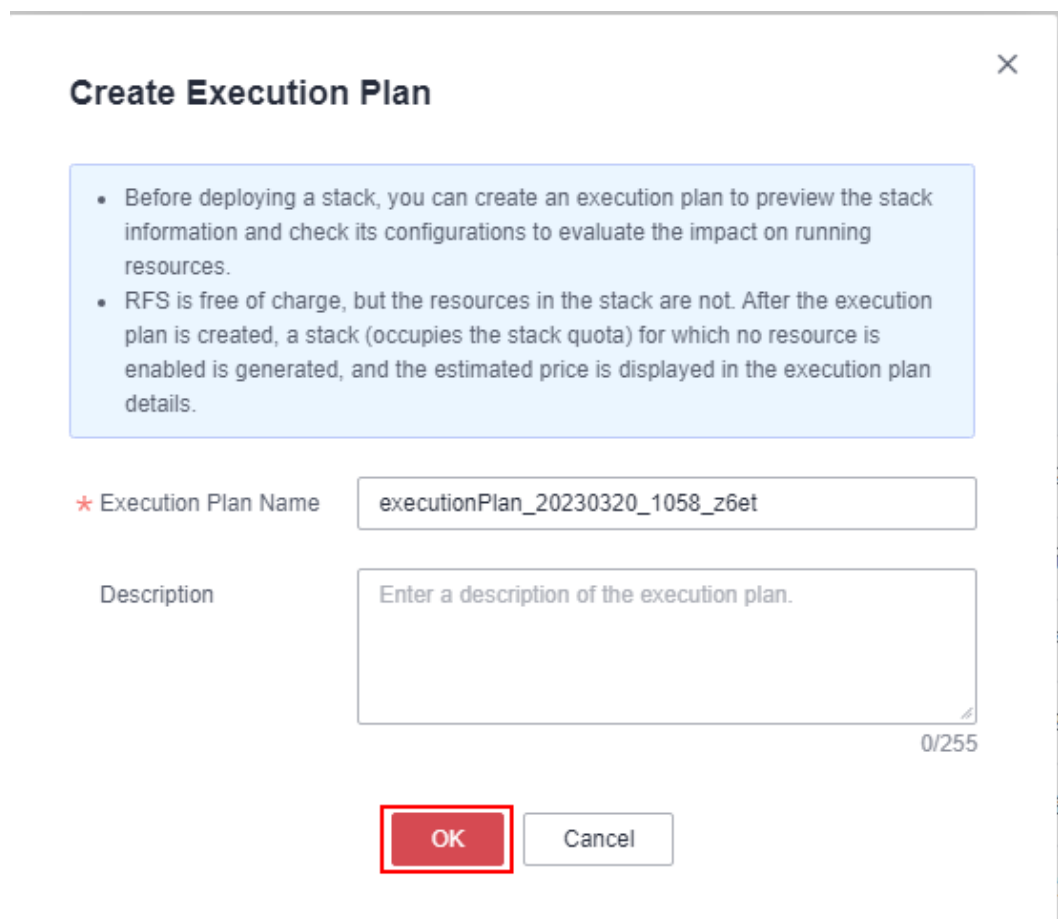 Create Execution Plan
• Before deploying a stack, you can create an execution plan to preview the stack
information and check its configurations to evaluate the impact on running
resources.
• RFS is free of charge, but the resources in the stack are not. After the execution
plan is created, a stack (occupies the stack quota) for which no resource is
enabled is generated, and the estimated price is displayed in the execution plan
details.
* Execution Plan Name executionPlan_20230320_1058_z6et
Description Enter a description of the execution plan.
0/255
OK Cancel